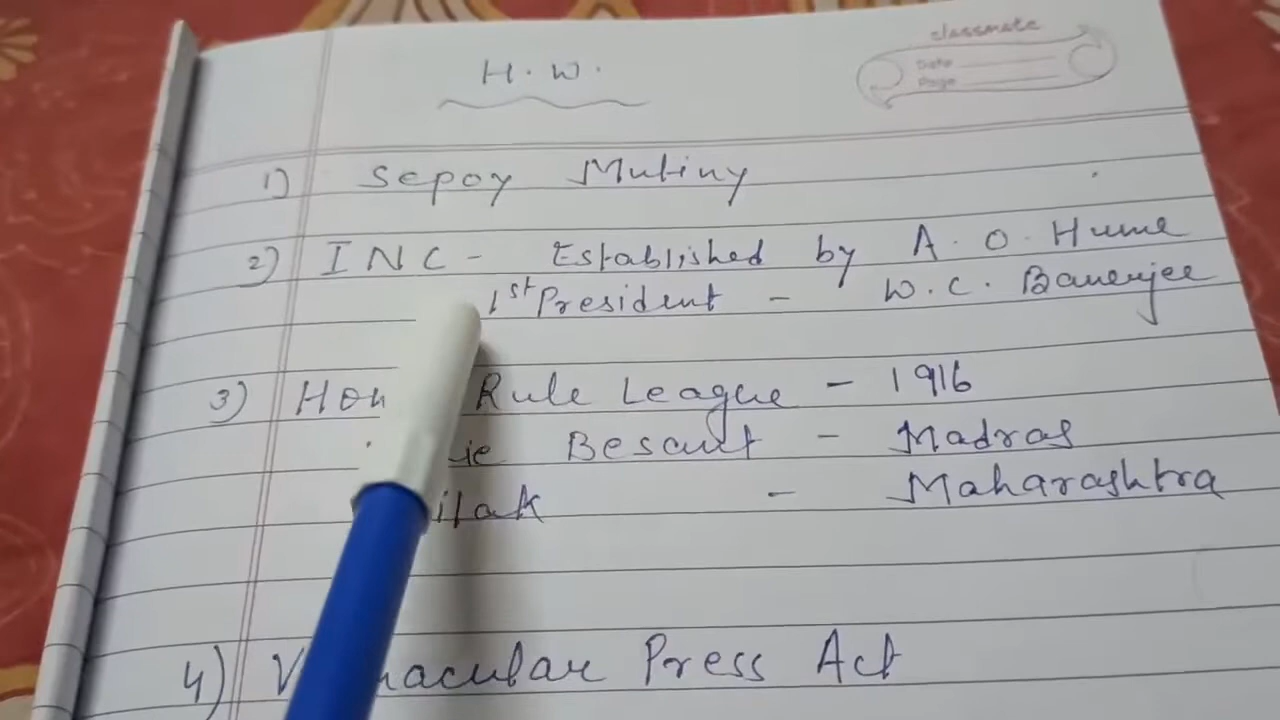 classmate
Date
Page
H. W.
1) Sepoy Mutiny
2) INC - Established by A. O. Hume
1st President - W. C. Banerjee
3) Rule League - 1916
Besant - Madras
- Maharashtra
4) Press Act